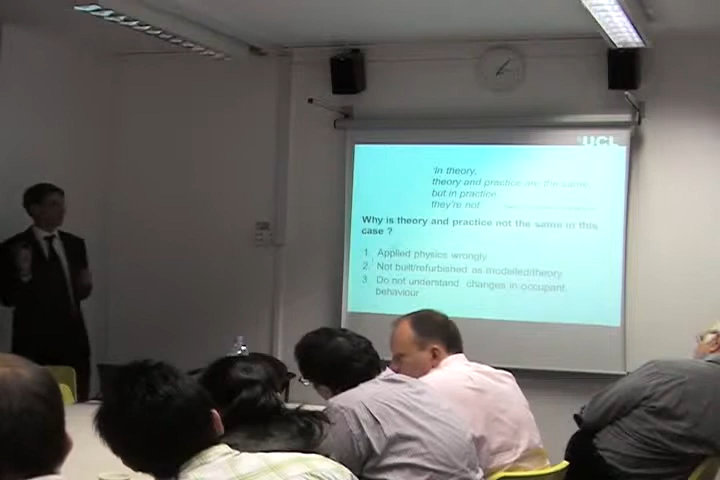 UCL
'In theory,
theory and practice are the same
but in practice
they're not
Why is theory and practice not the same in this
case ?
1. Applied physics wrongly
2. Not built/refurbished as modelled/theory
3. Do not understand changes in occupant
behaviour